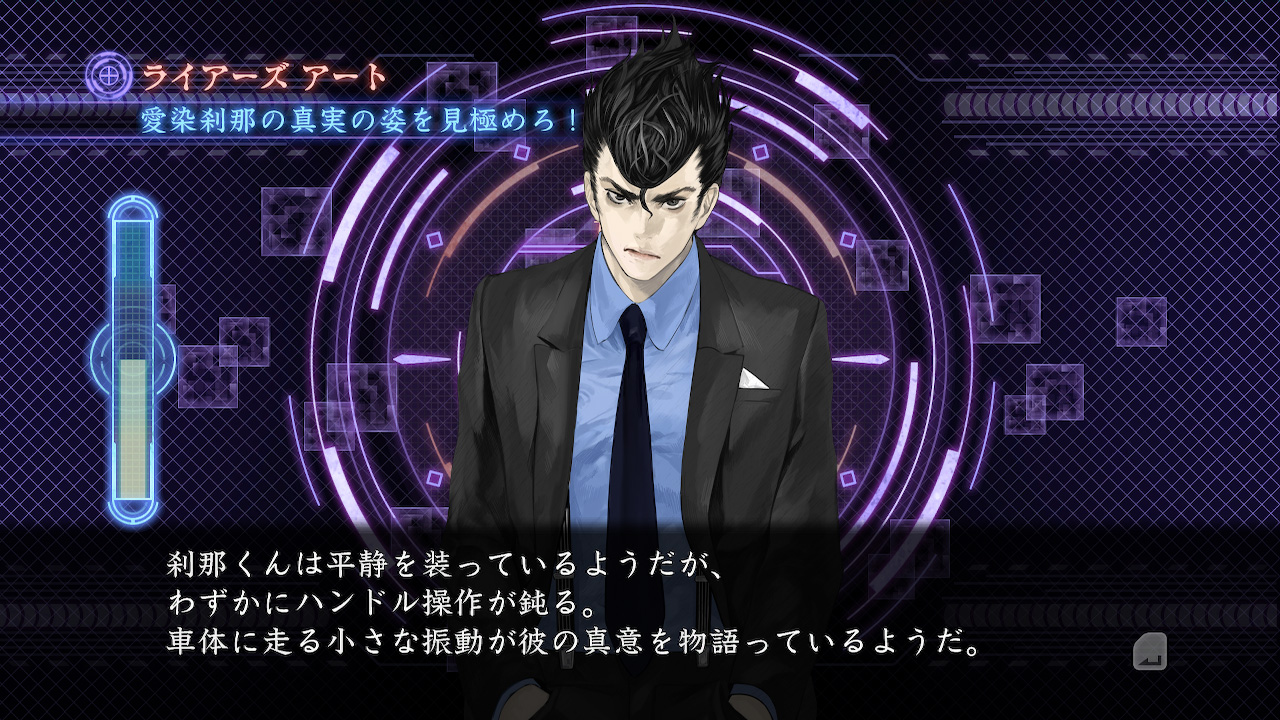 ライアーズ アート
愛染刹那の真実の姿を見極めろ！
刹那くんは平静を装っているようだが、
わずかにハンドル操作が鈍る。
車体に走る小さな振動が彼の真意を物語っているようだ。